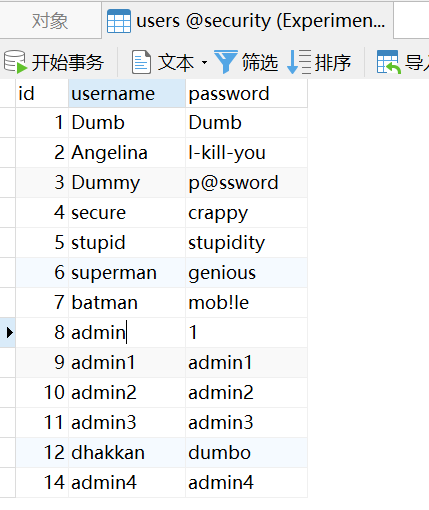 对象 users @security (Experimen...
开始事务 文本 筛选 排序 导入
id username password
1 Dumb Dumb
2 Angelina I-kill-you
3 Dummy p@ssword
4 secure crappy
5 stupid stupidity
6 superman genious
7 batman mob!le
8 admin 1
9 admin1 admin1
10 admin2 admin2
11 admin3 admin3
12 dhakkan dumbo
14 admin4 admin4